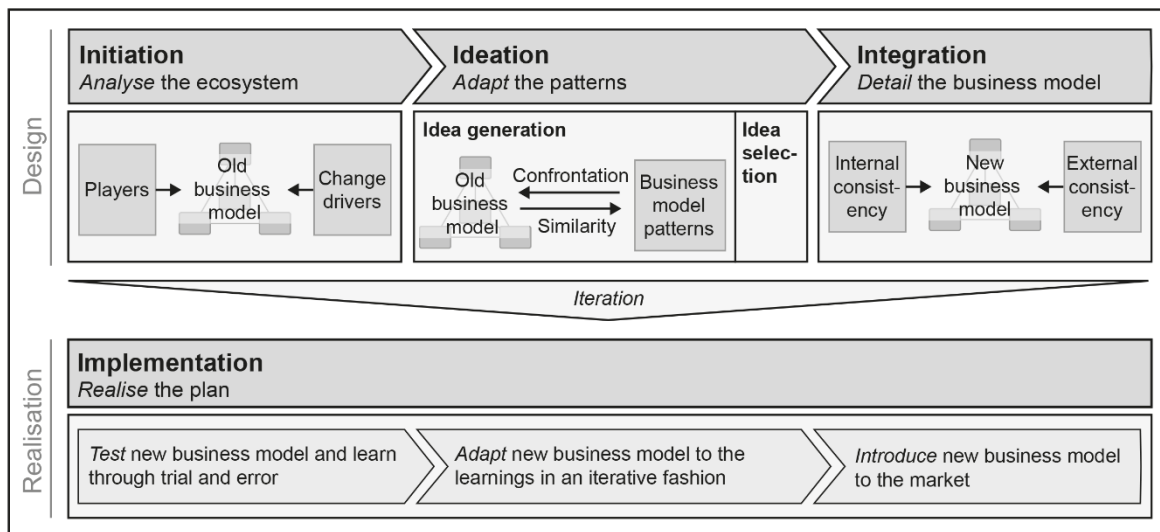 Design
Initiation
Analyse the ecosystem
Ideation
Adapt the patterns
Integration
Detail the business model
Players
Old
business
model
Change
drivers
Idea generation
Old
business
model
Confrontation
Similarity
Business
model
patterns
Idea
selec-
tion
Internal
consist-
ency
New
business
model
External
consist-
ency
Iteration
Realisation
Implementation
Realise the plan
Test new business model and learn
through trial and error
Adapt new business model to the
learnings in an iterative fashion
Introduce new business model
to the market